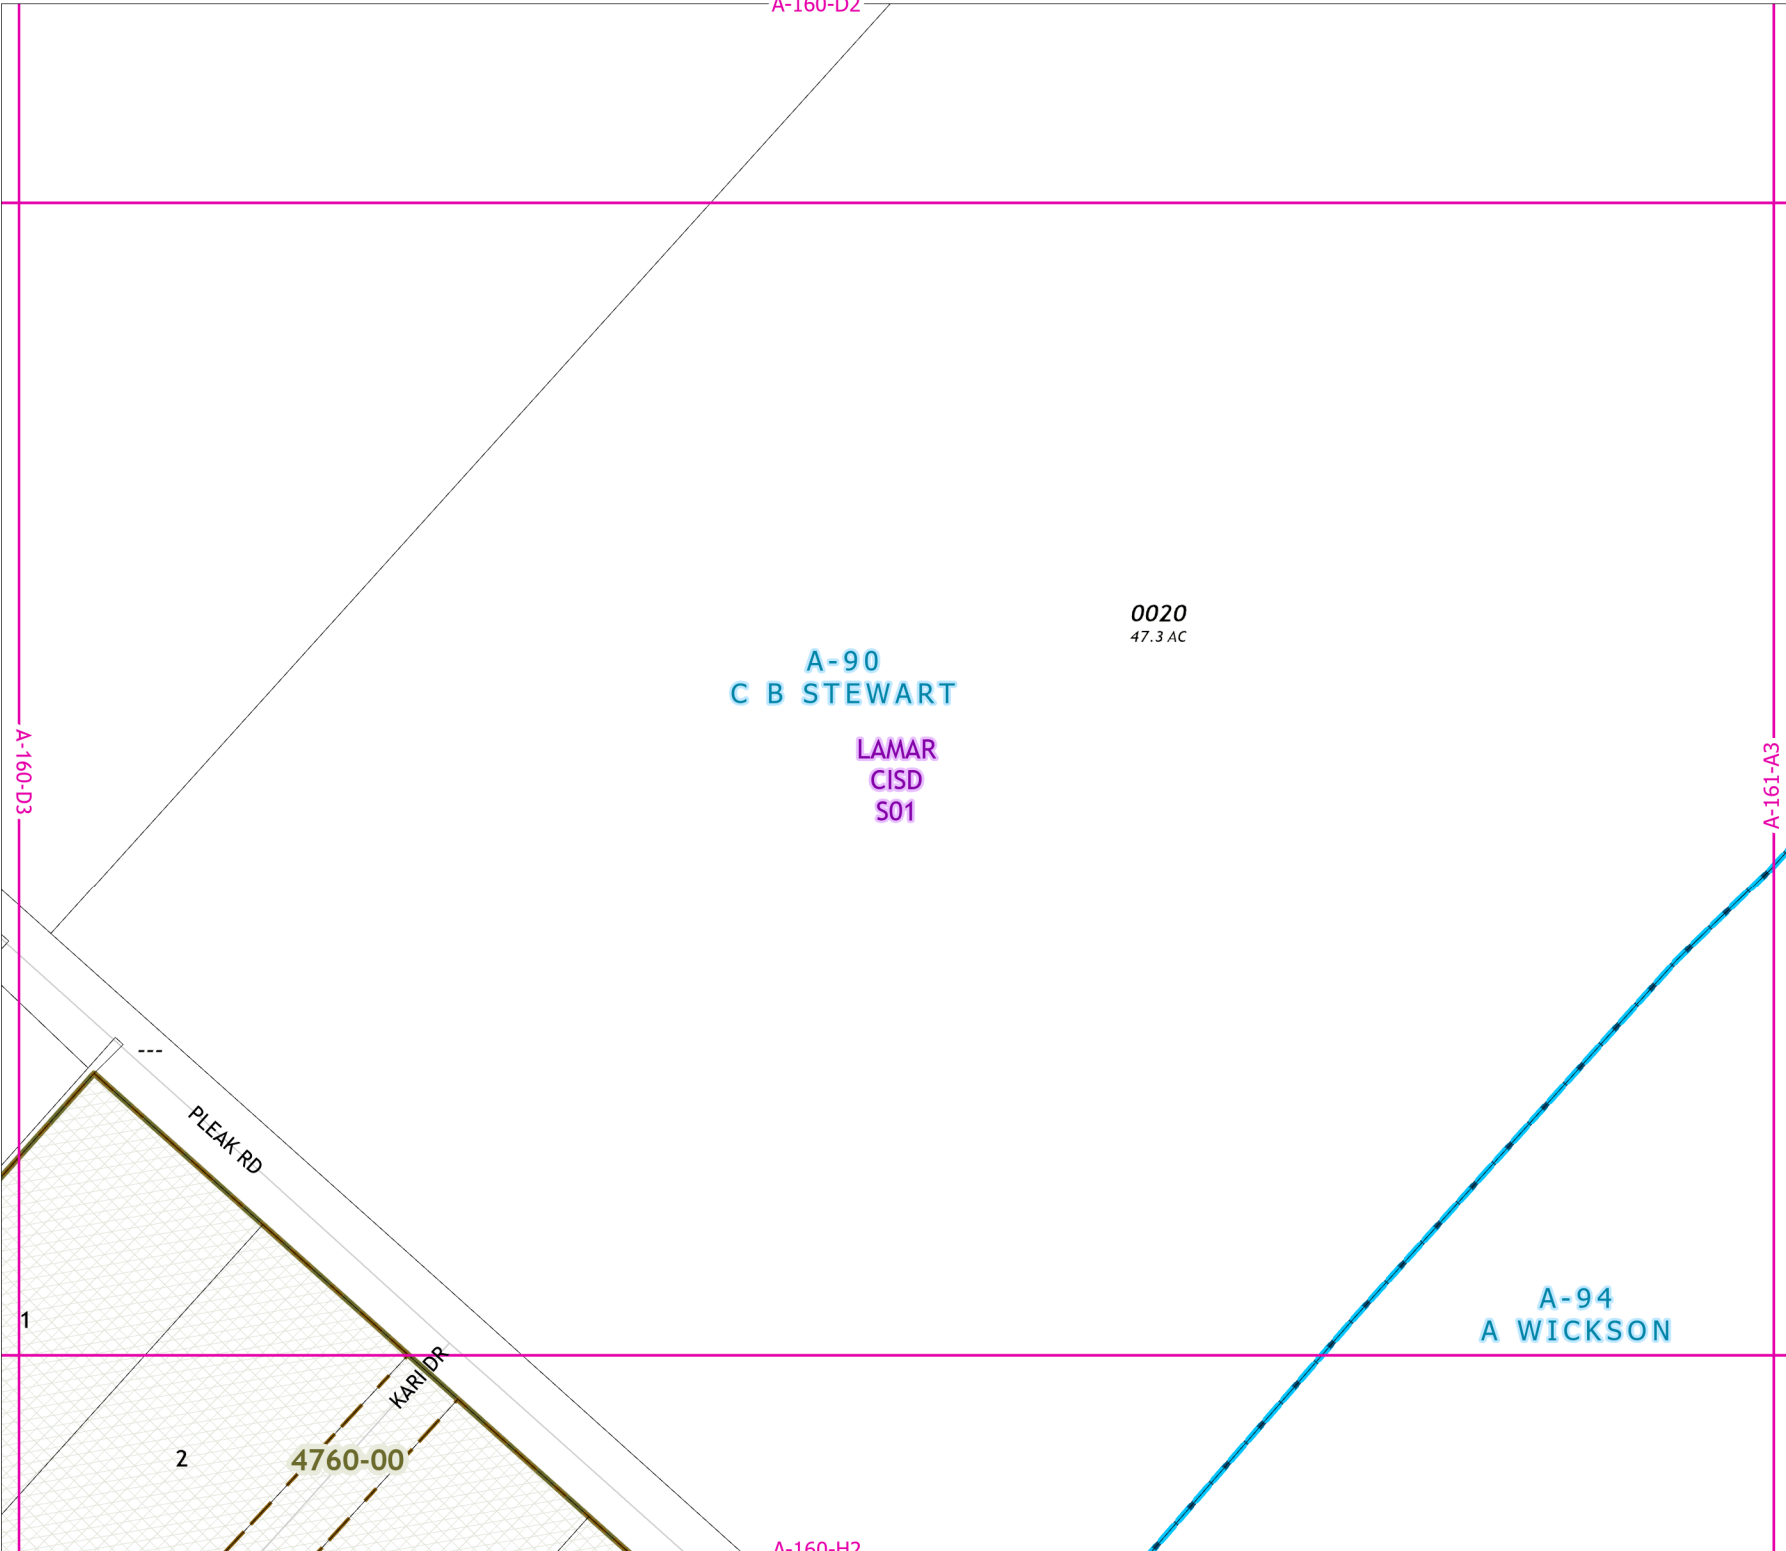 A-160-D2
0020
47.3 AC
A-90
C B STEWART
LAMAR
CISD
S01
A-160-D3
A-161-A3
---
PLEAK RD
A-94
A WICKSON
1
KARI DR
2
4760-00
A-160-H2